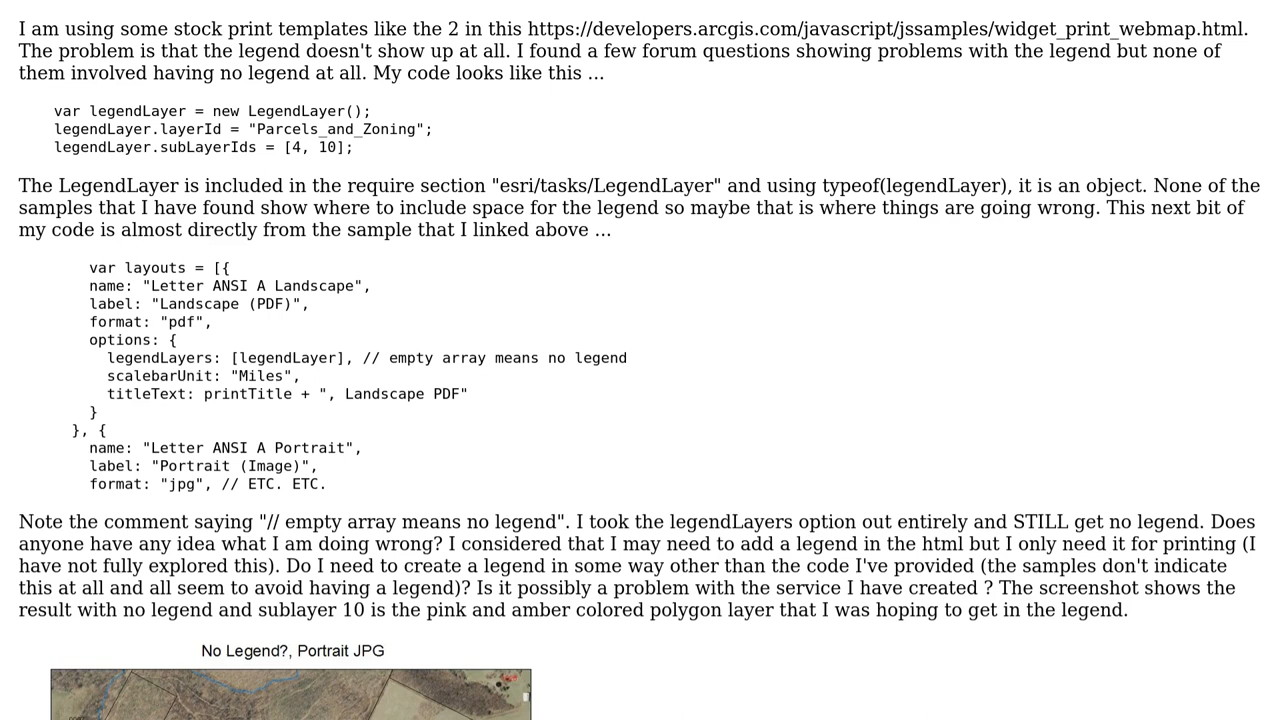 I am using some stock print templates like the 2 in this https://developers.arcgis.com/javascript/jssamples/widget_print_webmap.html.
The problem is that the legend doesn't show up at all. I found a few forum questions showing problems with the legend but none of
them involved having no legend at all. My code looks like this ...
var legendLayer = new LegendLayer();
legendLayer.layerId = "Parcels_and_Zoning";
legendLayer.subLayerIds = [4, 10];
The LegendLayer is included in the require section "esri/tasks/LegendLayer" and using typeof(legendLayer), it is an object. None of the
samples that I have found show where to include space for the legend so maybe that is where things are going wrong. This next bit of
my code is almost directly from the sample that I linked above ...
var layouts = [{
name: "Letter ANSI A Landscape",
label: "Landscape (PDF)",
format: "pdf",
options: {
legendLayers: [legendLayer], // empty array means no legend
scalebarUnit: "Miles",
titleText: printTitle + ", Landscape PDF"
}
}, {
name: "Letter ANSI A Portrait",
label: "Portrait (Image)",
format: "jpg", // ETC. ETC.
Note the comment saying "// empty array means no legend". I took the legendLayers option out entirely and STILL get no legend. Does
anyone have any idea what I am doing wrong? I considered that I may need to add a legend in the html but I only need it for printing (I
have not fully explored this). Do I need to create a legend in some way other than the code I've provided (the samples don't indicate
this at all and all seem to avoid having a legend)? Is it possibly a problem with the service I have created ? The screenshot shows the
result with no legend and sublayer 10 is the pink and amber colored polygon layer that I was hoping to get in the legend.
No Legend?, Portrait JPG